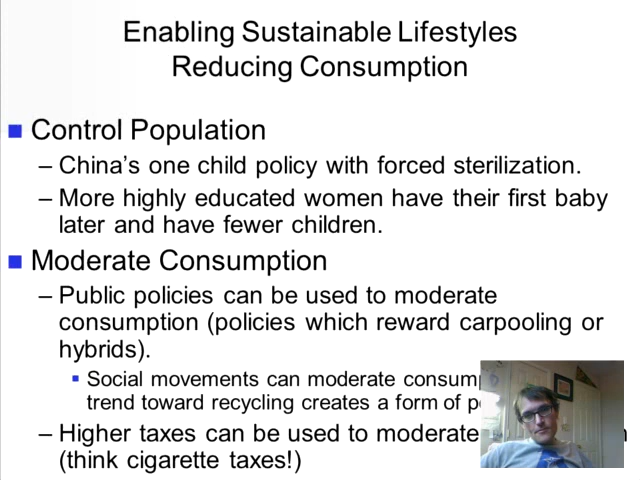 Enabling Sustainable Lifestyles
Reducing Consumption
Control Population
– China's one child policy with forced sterilization.
– More highly educated women have their first baby
later and have fewer children.
Moderate Consumption
– Public policies can be used to moderate
consumption (policies which reward carpooling or
hybrids).
Social movements can moderate
trend toward recycling creates a form of
– Higher taxes can be used to moderate
(think cigarette taxes!)